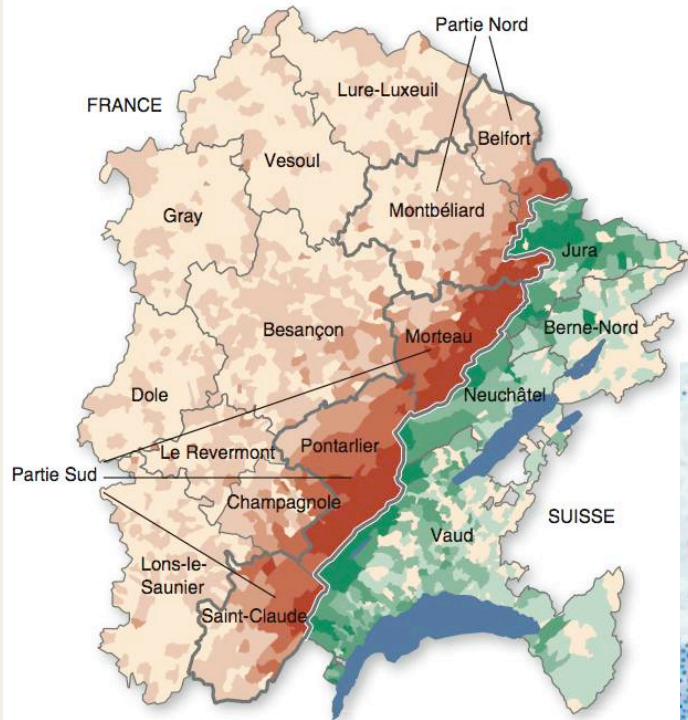 Partie Nord
FRANCE
Lure-Luxeuil
Belfort
Vesoul
Montbéliard
Gray
Jura
Besançon
Morteau
Berne-Nord
Dole
Neuchâtel
Le Revermont
Pontarlier
Partie Sud
Champagnole
SUISSE
Vaud
Lons-le-
Saunier
Saint-Claude